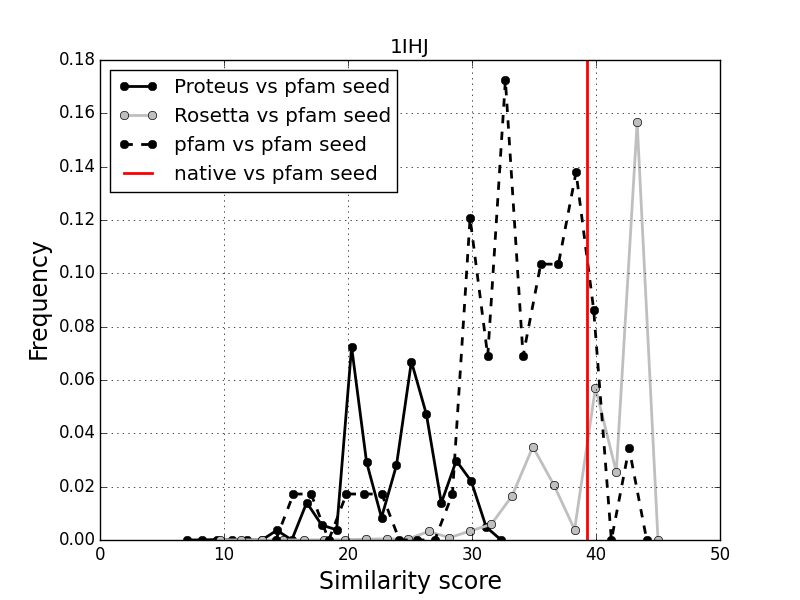 1IHJ
0.18
0.16
0.14
0.12
0.10
0.08
0.06
0.04
0.02
0.00
Frequency
Proteus vs pfam seed
Rosetta vs pfam seed
pfam vs pfam seed
native vs pfam seed
0 10 20 30 40 50
Similarity score